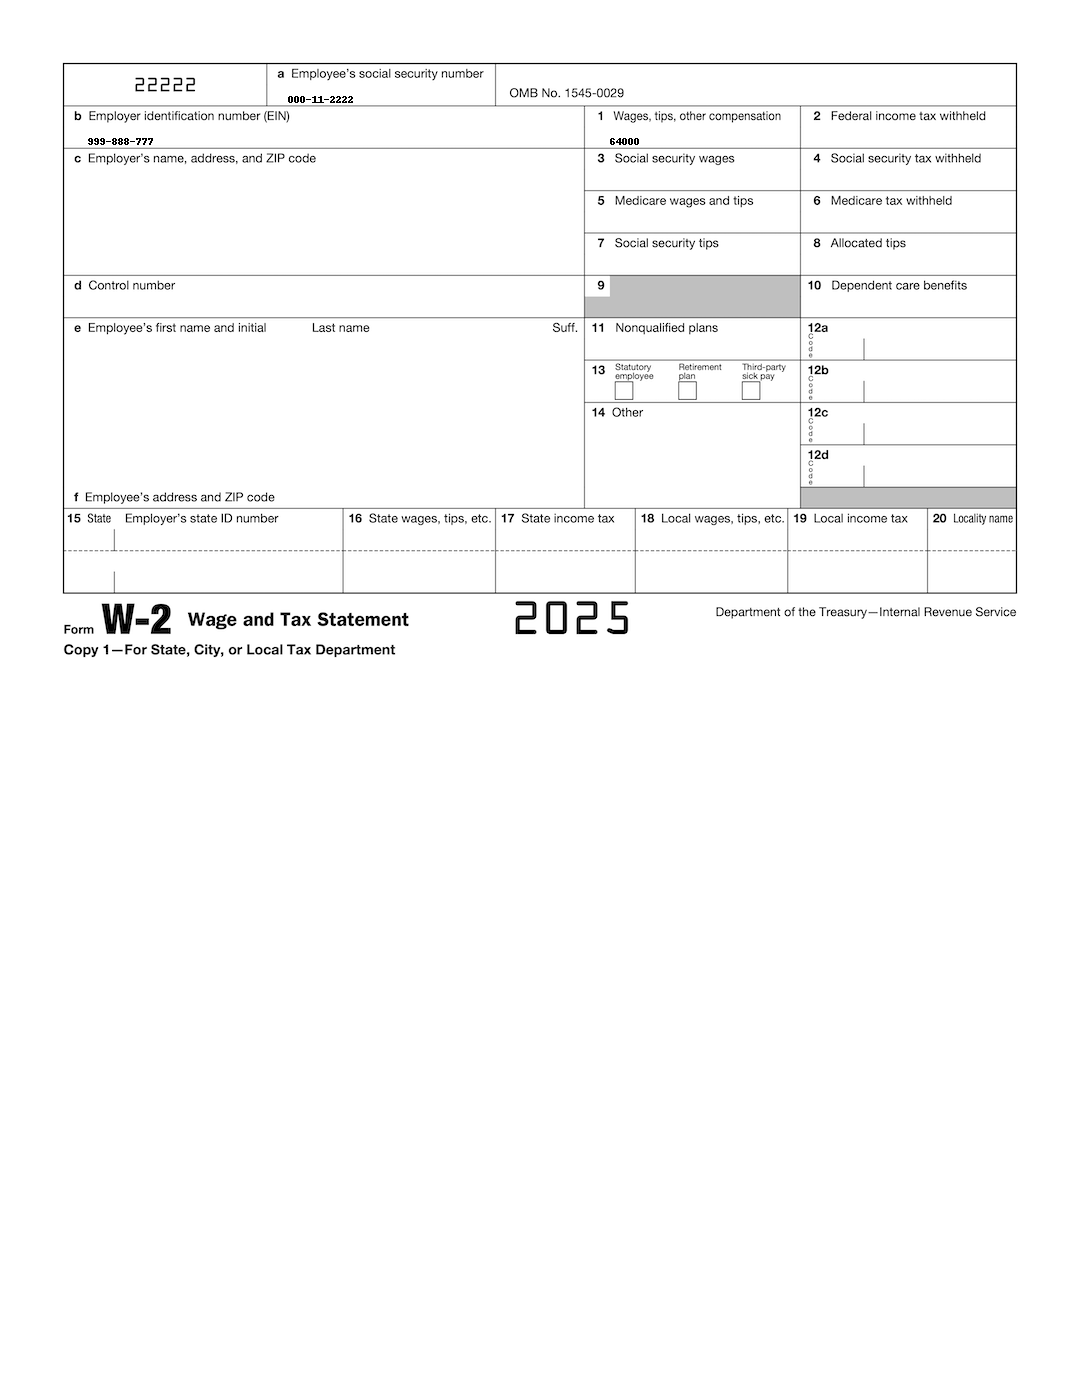 22222
a Employee's social security number
000-11-2222
OMB No. 1545-0029
b Employer identification number (EIN)
999-888-777
1 Wages, tips, other compensation
64000
2 Federal income tax withheld
c Employer's name, address, and ZIP code
3 Social security wages
4 Social security tax withheld
5 Medicare wages and tips
6 Medicare tax withheld
7 Social security tips
8 Allocated tips
d Control number
9
10 Dependent care benefits
e Employee's first name and initial
Last name
Suff.
11 Nonqualified plans
12a
Code
13
Statutory
employee
Retirement
plan
Third-party
sick pay
12b
Code
14 Other
12c
Code
12d
Code
f Employee's address and ZIP code
15 State
Employer's state ID number
16 State wages, tips, etc.
17 State income tax
18 Local wages, tips, etc.
19 Local income tax
20 Locality name
Form W-2 Wage and Tax Statement
2025
Department of the Treasury—Internal Revenue Service
Copy 1—For State, City, or Local Tax Department